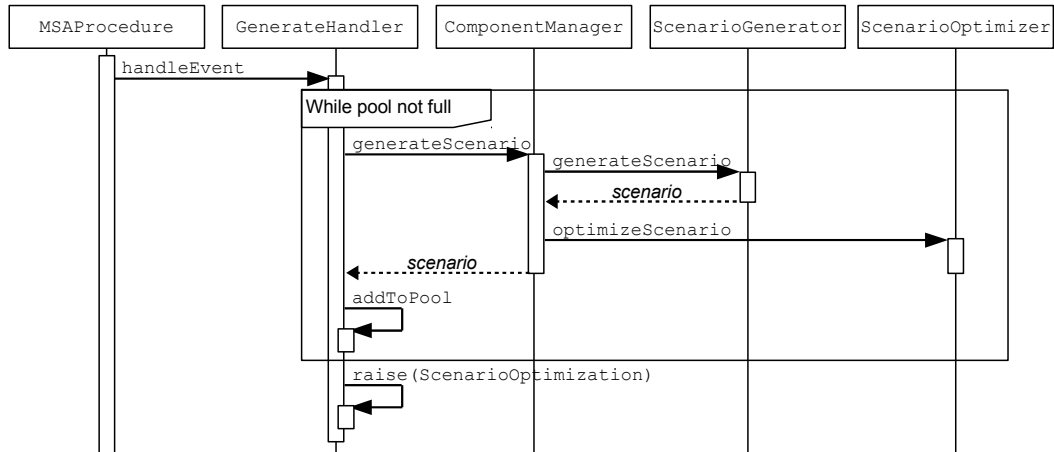 MSAProcedure
GenerateHandler
ComponentManager
ScenarioGenerator
ScenarioOptimizer
handleEvent
While pool not full
generateScenario
generateScenario
scenario
optimizeScenario
scenario
addToPool
raise(ScenarioOptimization)